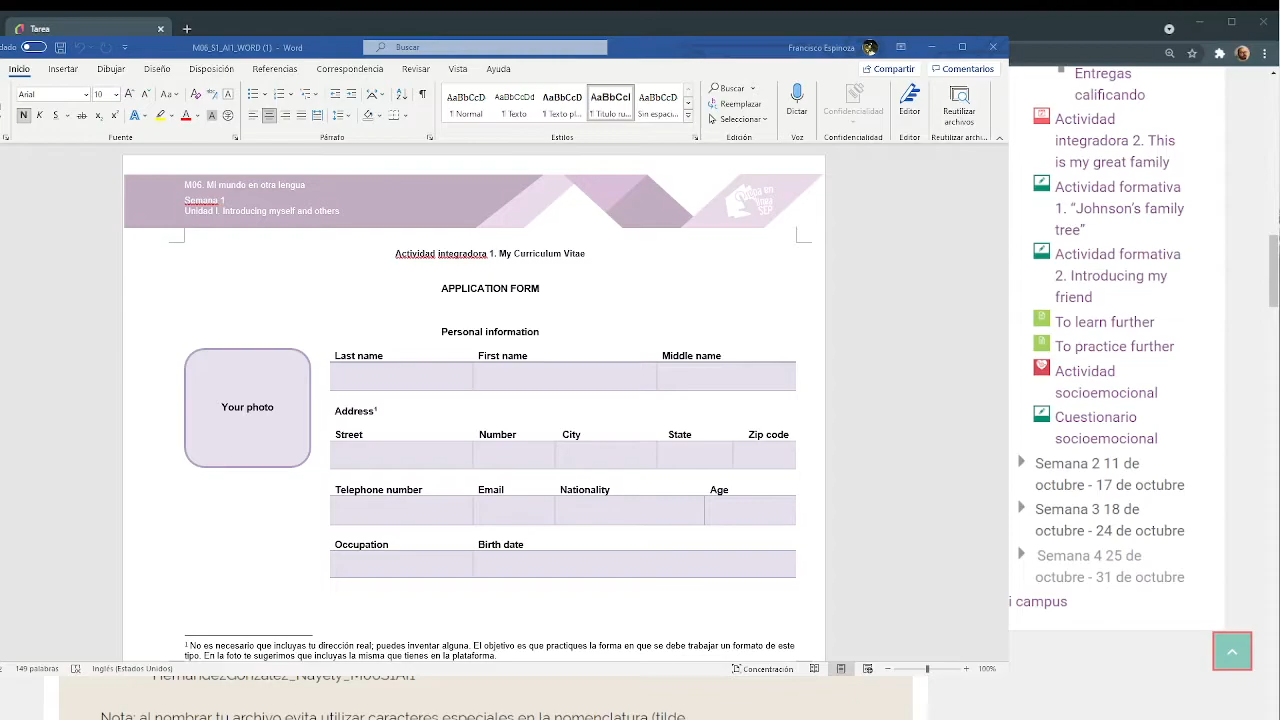 Tarea
dado
M06_S1_AI1_WORD (1) - Word
Buscar
Francisco Espinoza
Inicio Insertar Dibujar Diseño Disposición Referencias Correspondencia Revisar Vista Ayuda
Compartir Comentarios
Arial 10
AaBbCcD AaBbCcDd AaBbCcD AaBbCcI AaBbCcD
¶ Normal ¶ Texto ¶ Texto pl... ¶ Título ru... ¶ Sin espaci...
Buscar
Reemplazar
Seleccionar
Dictar
Confidencialidad
Editor
Reutilizar
archivos
Fuente Párrafo Estilos Edición Voz Confidencialidad Editor Reutilizar archi...
M06. Mi mundo en otra lengua
Semana 1
Unidad I. Introducing myself and others
Prepa en
línea
SEP
Actividad integradora 1. My Curriculum Vitae
APPLICATION FORM
Personal information
Your photo
Last name First name Middle name
Address¹
Street Number City State Zip code
Telephone number Email Nationality Age
Occupation Birth date
¹ No es necesario que incluyas tu dirección real; puedes inventar alguna. El objetivo es que practiques la forma en que se debe trabajar un formato de este
tipo. En la foto te sugerimos que incluyas la misma que tienes en la plataforma.
149 palabras Inglés (Estados Unidos) Concentración 100%
HernandezGonzalez_Nayely_M06S1AI1
Nota: al nombrar tu archivo evita utilizar caracteres especiales en la nomenclatura (tilde
Entregas
calificando
Actividad
integradora 2. This
is my great family
Actividad formativa
1. “Johnson’s family
tree”
Actividad formativa
2. Introducing my
friend
To learn further
To practice further
Actividad
socioemocional
Cuestionario
socioemocional
Semana 2 11 de
octubre - 17 de octubre
Semana 3 18 de
octubre - 24 de octubre
Semana 4 25 de
octubre - 31 de octubre
i campus